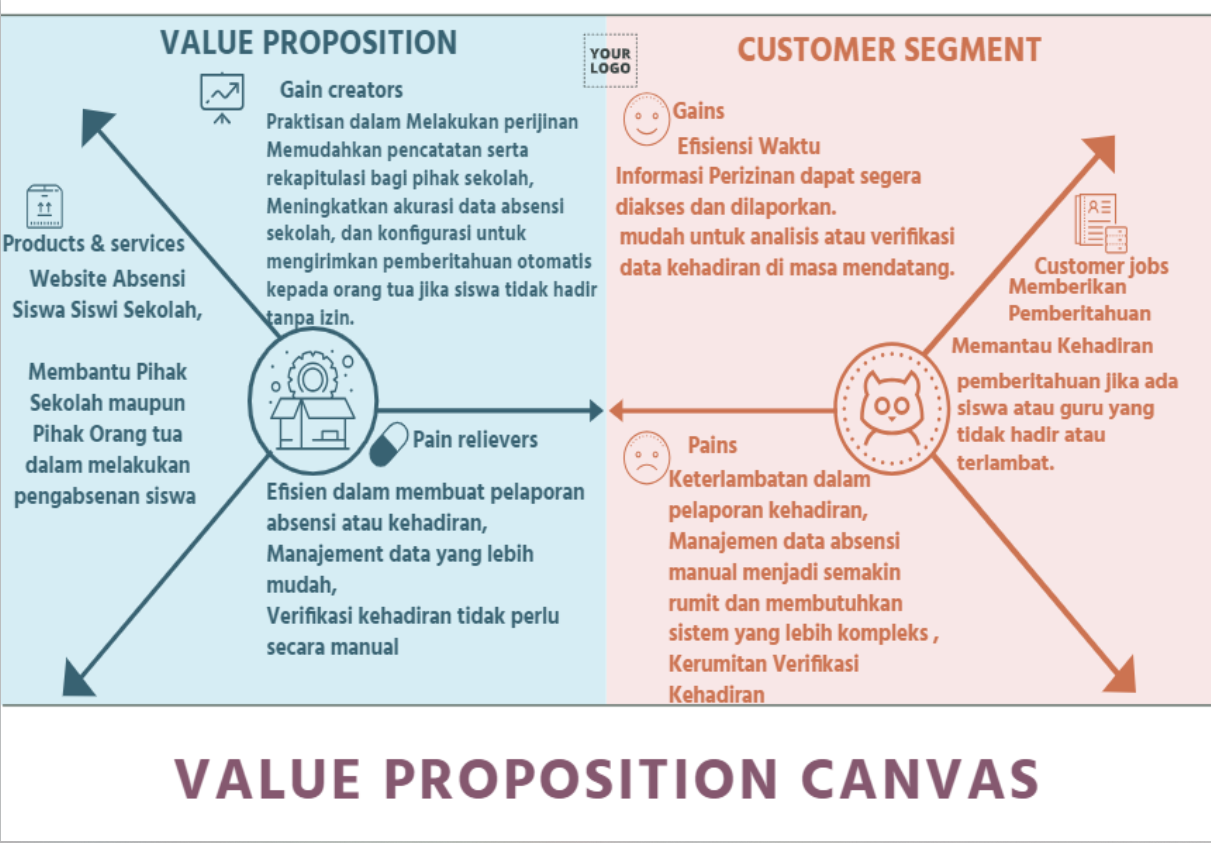 VALUE PROPOSITION
Gain creators
Praktisan dalam Melakukan perijinan
Memudahkan pencatatan serta
rekapitulasi bagi pihak sekolah,
Meningkatkan akurasi data absensi
sekolah, dan konfigurasi untuk
mengirimkan pemberitahuan otomatis
kepada orang tua jika siswa tidak hadir
tanpa izin.
Products & services
Website Absensi
Siswa Siswi Sekolah,
Membantu Pihak
Sekolah maupun
Pihak Orang tua
dalam melakukan
pengabsenan siswa
Pain relievers
Efisien dalam membuat pelaporan
absensi atau kehadiran,
Manajement data yang lebih
mudah,
Verifikasi kehadiran tidak perlu
secara manual
YOUR
LOGO
CUSTOMER SEGMENT
Gains
Efisiensi Waktu
Informasi Perizinan dapat segera
diakses dan dilaporkan.
mudah untuk analisis atau verifikasi
data kehadiran di masa mendatang.
Customer jobs
Memberikan
Pemberitahuan
Memantau Kehadiran
pemberitahuan jika ada
siswa atau guru yang
tidak hadir atau
terlambat.
Pains
Keterlambatan dalam
pelaporan kehadiran,
Manajemen data absensi
manual menjadi semakin
rumit dan membutuhkan
sistem yang lebih kompleks ,
Kerumitan Verifikasi
Kehadiran
VALUE PROPOSITION CANVAS